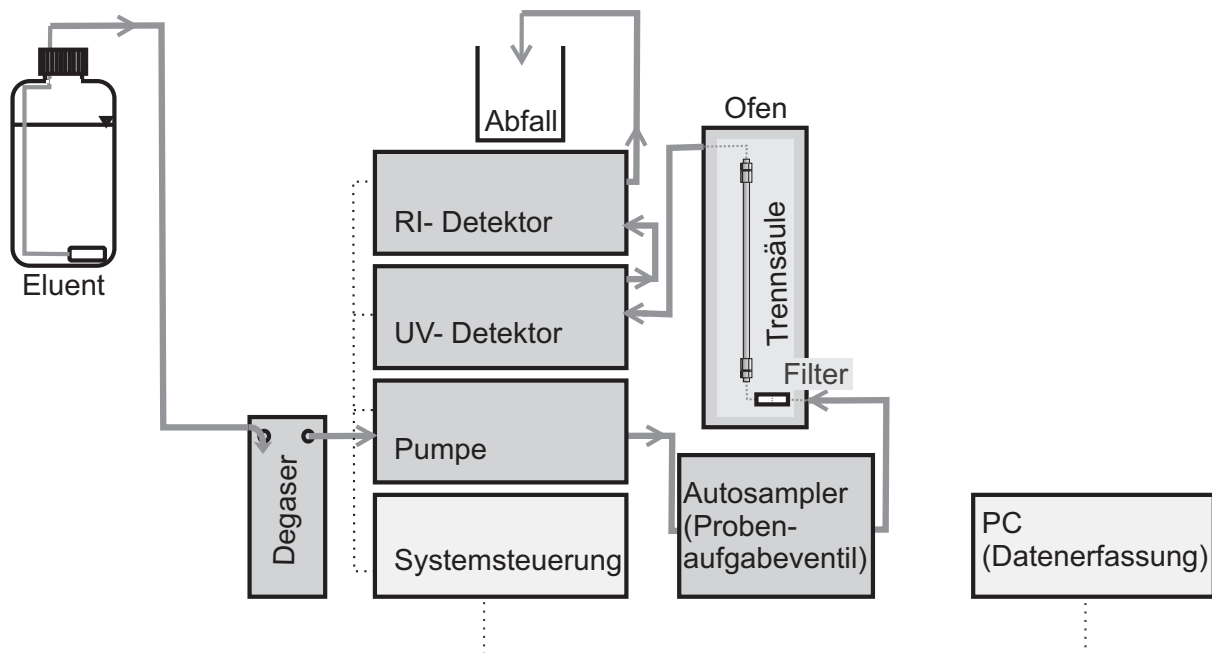 Abfall
Ofen
RI- Detektor
Trennsäule
Eluent
UV- Detektor
Filter
Degaser
Pumpe
Autosampler
(Proben-
aufgabeventil)
Systemsteuerung
PC
(Datenerfassung)